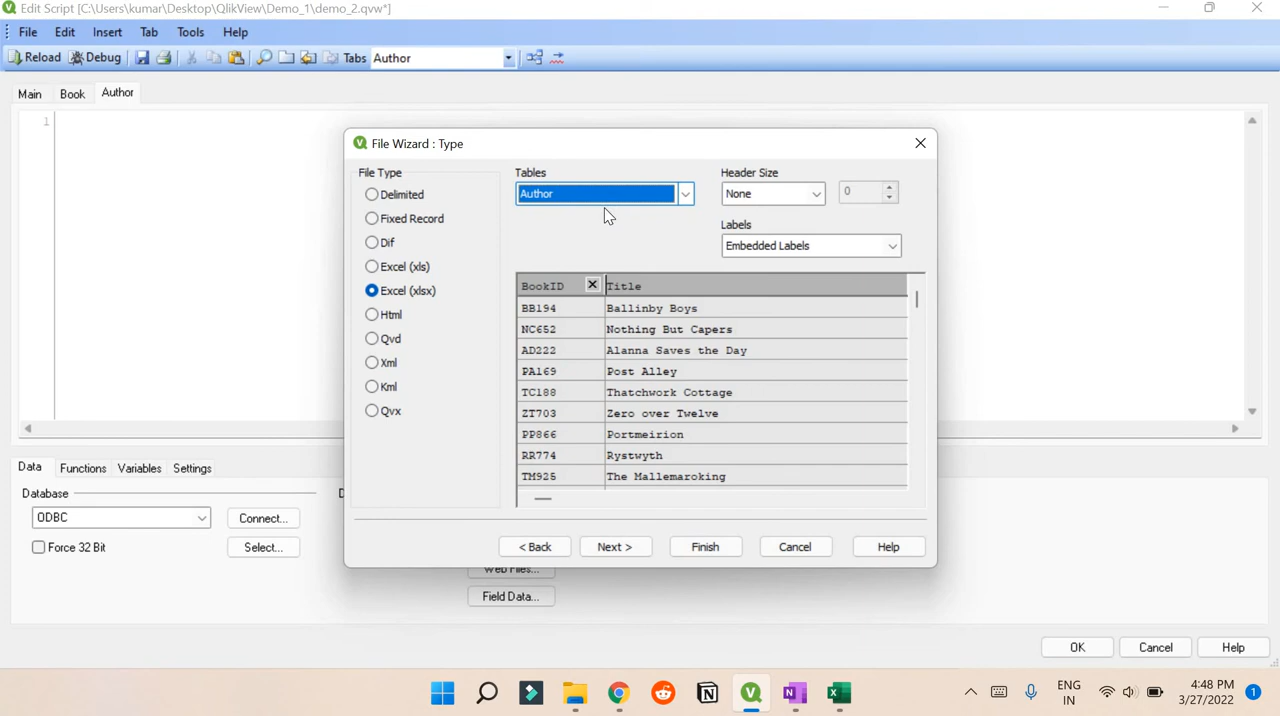 Edit Script [C:\Users\kumar\Desktop\QlikView\Demo_1\demo_2.qvw*]
File Edit Insert Tab Tools Help
Reload Debug Tabs Author
Main Book Author
1
File Wizard : Type
File Type
Delimited
Fixed Record
Dif
Excel (xls)
Excel (xlsx)
Html
Qvd
Xml
Kml
Qvx
Tables
Author
Header Size
None 0
Labels
Embedded Labels
BookID Title
BB194 Ballinby Boys
NC652 Nothing But Capers
AD222 Alanna Saves the Day
PA169 Post Alley
TC188 Thatchwork Cottage
ZT703 Zero over Twelve
PP866 Portmeirion
RR774 Rystwyth
TM925 The Mallemaroking
< Back Next > Finish Cancel Help
Data Functions Variables Settings
Database
ODBC Connect...
Force 32 Bit Select...
Web Files...
Field Data...
OK Cancel Help
ENG
IN
4:48 PM
3/27/2022
1